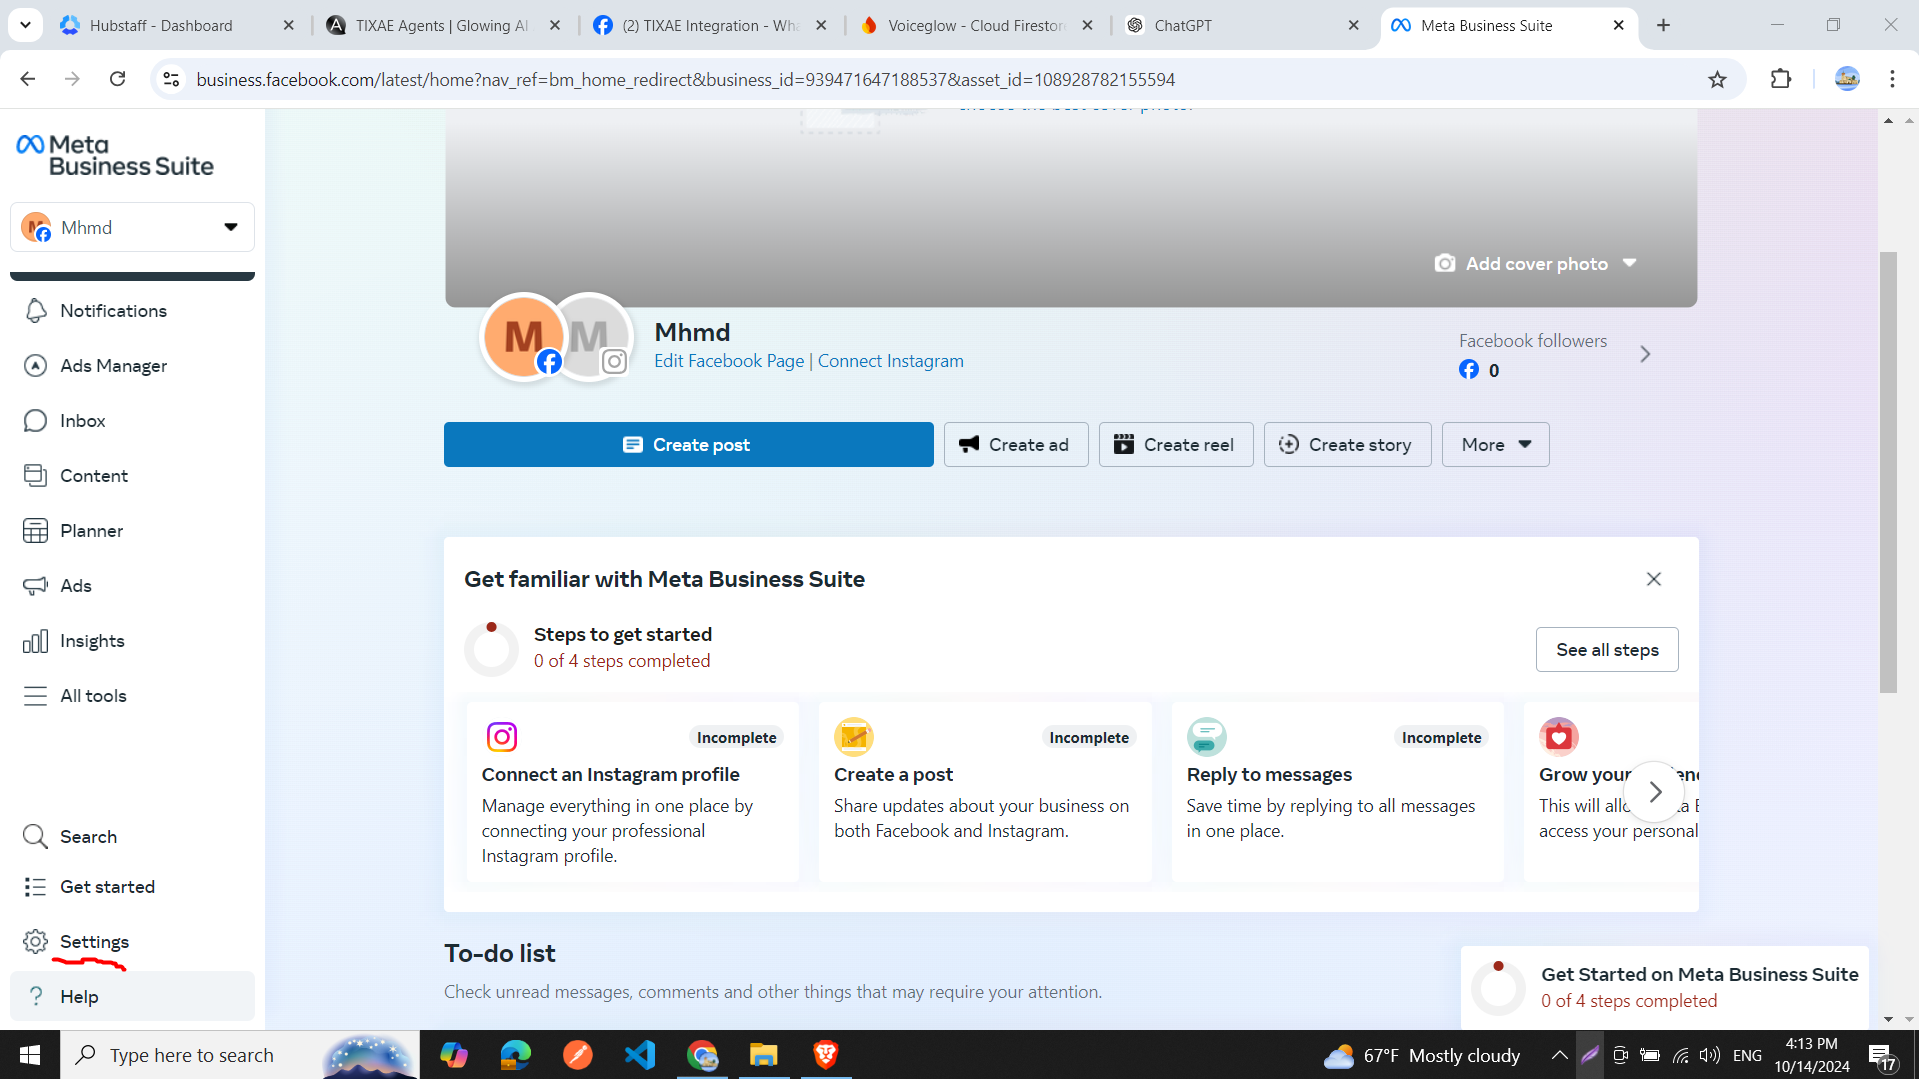 Hubstaff - Dashboard
TIXAE Agents | Glowing AI
(2) TIXAE Integration - Wha
Voiceglow - Cloud Firestor
ChatGPT
Meta Business Suite
business.facebook.com/latest/home?nav_ref=bm_home_redirect&business_id=939471647188537&asset_id=108928782155594
Meta
Business Suite
Mhmd
Notifications
Ads Manager
Inbox
Content
Planner
Ads
Insights
All tools
Search
Get started
Settings
? Help
choose the best cover photo.
Add cover photo
M
M
Mhmd
Edit Facebook Page | Connect Instagram
Facebook followers
0
Create post
Create ad
Create reel
Create story
More
Get familiar with Meta Business Suite
Steps to get started
0 of 4 steps completed
See all steps
Incomplete
Connect an Instagram profile
Manage everything in one place by
connecting your professional
Instagram profile.
Incomplete
Create a post
Share updates about your business on
both Facebook and Instagram.
Incomplete
Reply to messages
Save time by replying to all messages
in one place.
Grow your
This will
access your personal
To-do list
Check unread messages, comments and other things that may require your attention.
Get Started on Meta Business Suite
0 of 4 steps completed
Type here to search
67°F Mostly cloudy
ENG
4:13 PM
10/14/2024
17